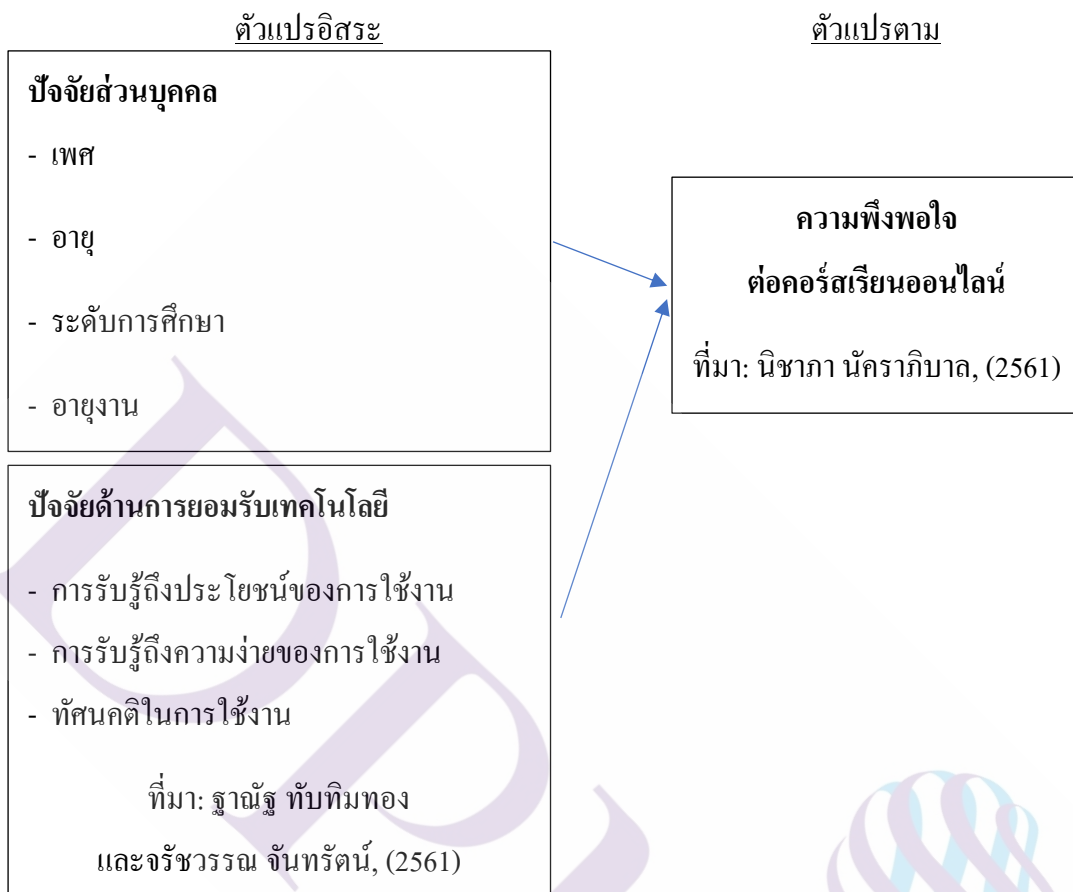 ตัวแปรอิสระ
ปัจจัยส่วนบุคคล
- เพศ
- อายุ
- ระดับการศึกษา
- อายุงาน
ปัจจัยด้านการยอมรับเทคโนโลยี
- การรับรู้ถึงประโยชน์ของการใช้งาน
- การรับรู้ถึงความง่ายของการใช้งาน
- ทัศนคติในการใช้งาน
ที่มา: ฐาณัฐ ทับทิมทอง
และจรัชวรรณ จันทรัตน์, (2561)
ตัวแปรตาม
ความพึงพอใจ
ต่อคอร์สเรียนออนไลน์
ที่มา: นิชาภา นัคราภิบาล, (2561)